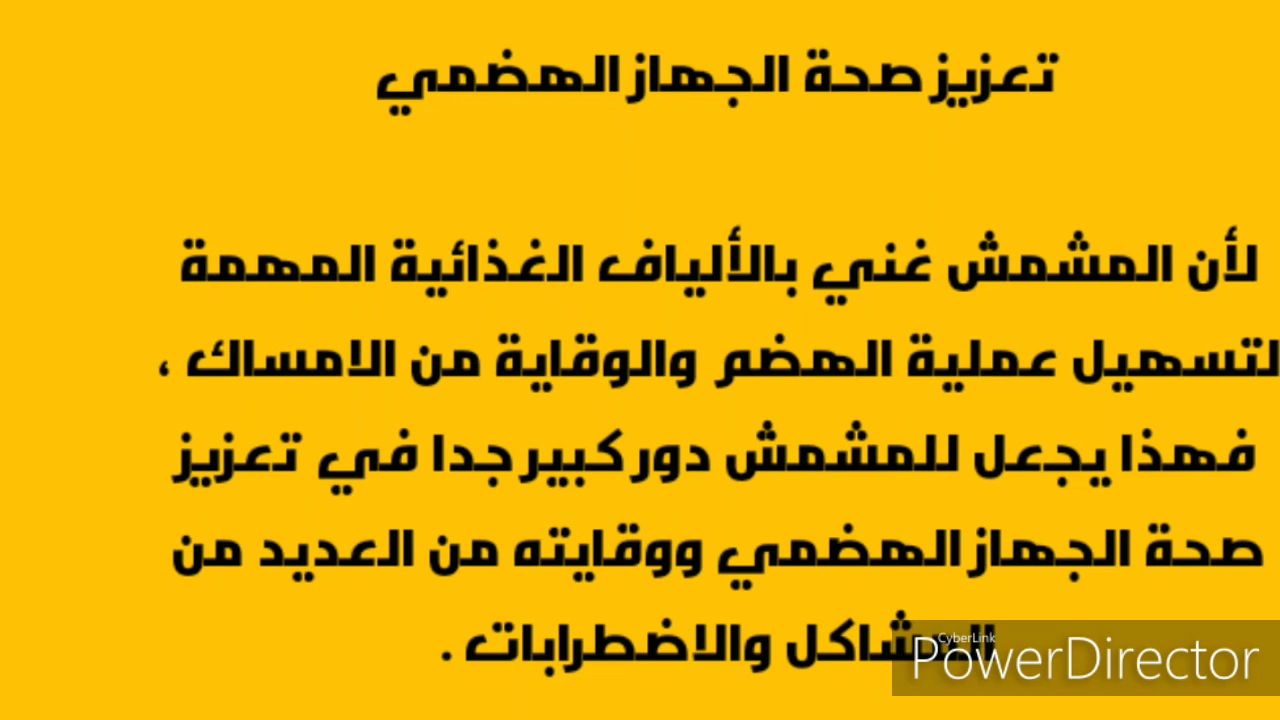 تعزيز صحة الجهاز الهضمي
لأن المشمش غني بالألياف الغذائية المهمة
لتسهيل عملية الهضم والوقاية من الامساك ،
فهذا يجعل للمشمش دور كبير جدا في تعزيز
صحة الجهاز الهضمي ووقايته من العديد من
المشاكل والاضطرابات .
CyberLink
PowerDirector